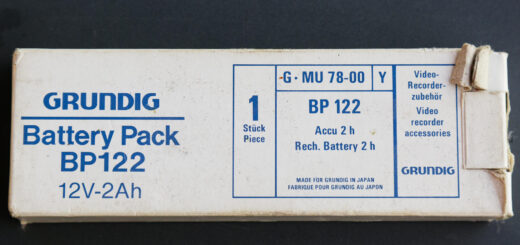 GRUNDIG
Battery Pack
BP122
12V-2Ah
1
Stück
Piece
G · MU 78-00 Y
BP 122
Accu 2 h
Rech. Battery 2 h
MADE FOR GRUNDIG IN JAPAN
FABRIQUE POUR GRUNDIG AU JAPON
Video-
Recorder-
zubehör
Video
recorder
accessories
GRUNDIG